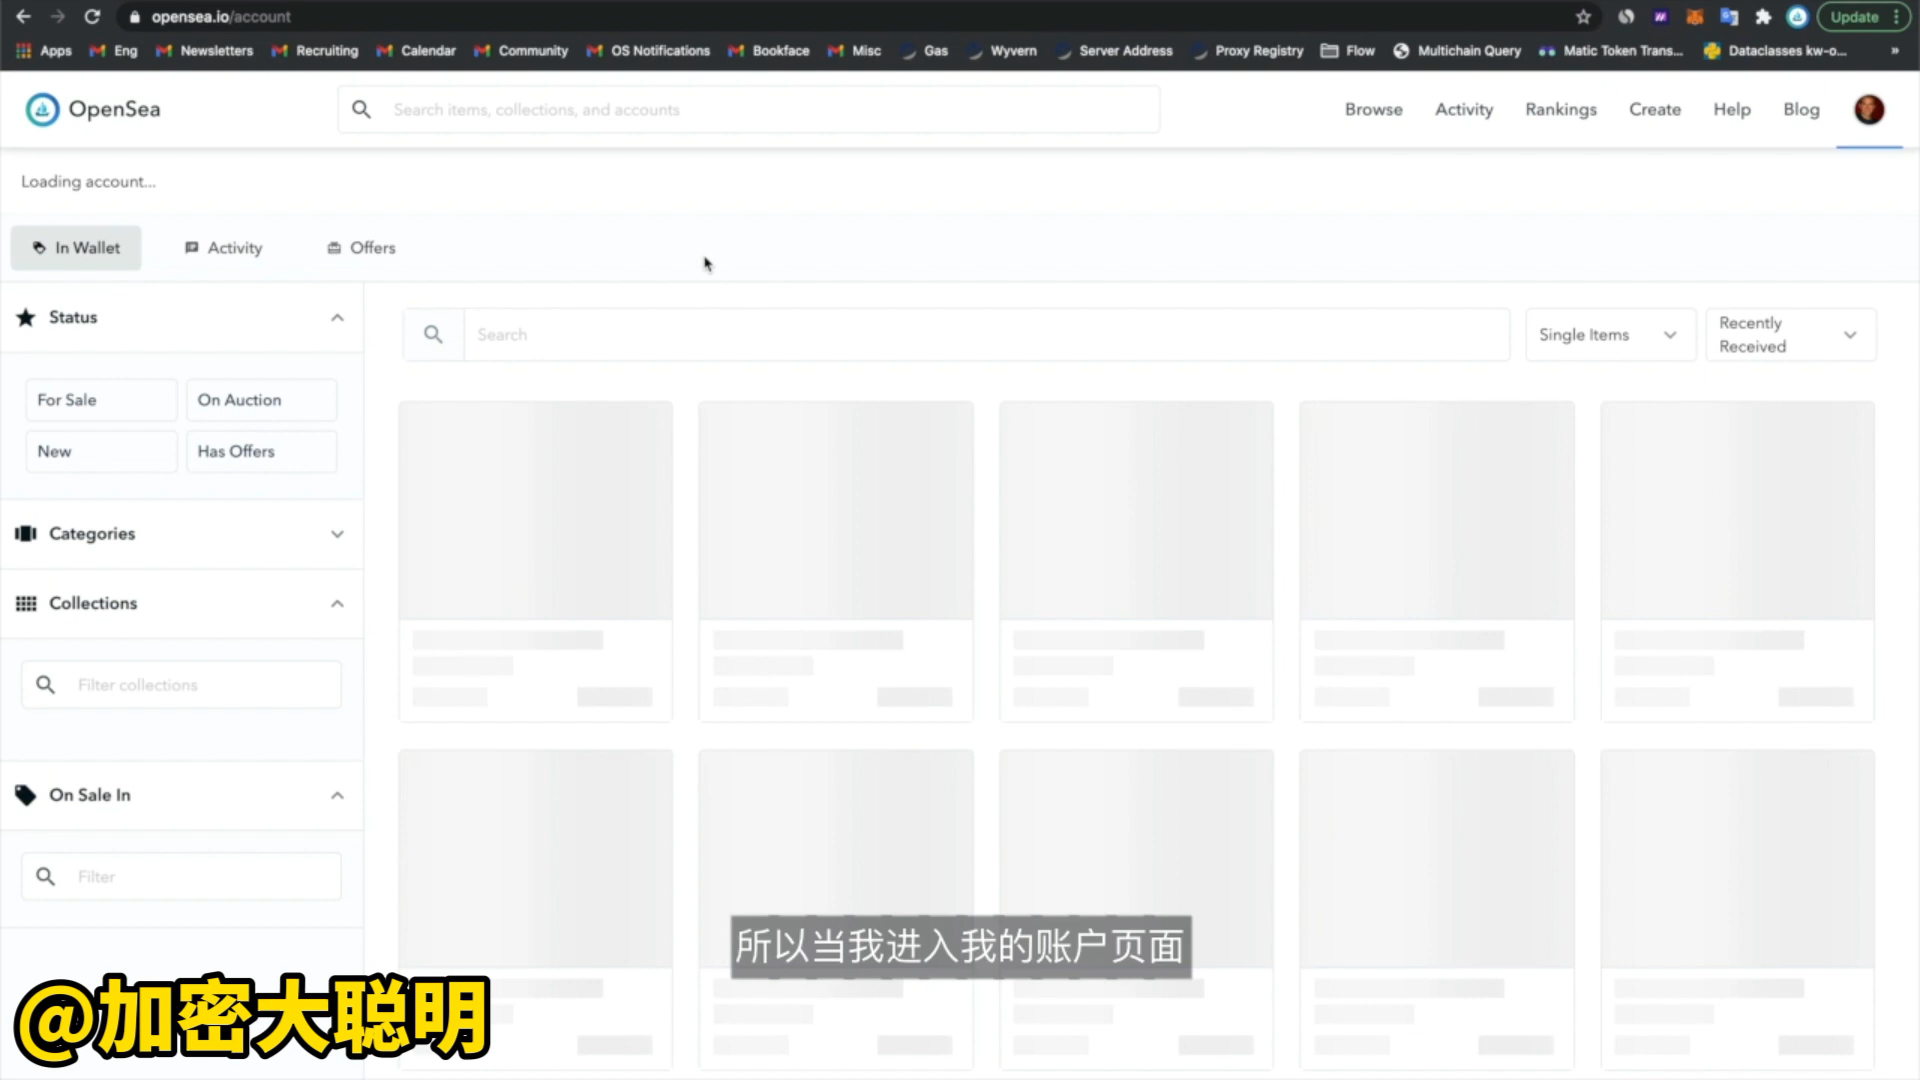 opensea.io/account
Update
Apps Eng Newsletters Recruiting Calendar Community OS Notifications Bookface Misc Gas Wyvern Server Address Proxy Registry Flow Multichain Query Matic Token Trans... Dataclasses kw-o... »
OpenSea
Search items, collections, and accounts
Browse Activity Rankings Create Help Blog
Loading account...
In Wallet Activity Offers
Status
Search
Single Items
Recently
Received
For Sale On Auction
New Has Offers
Categories
Collections
Filter collections
On Sale In
Filter
所以当我进入我的账户页面
@加密大聪明